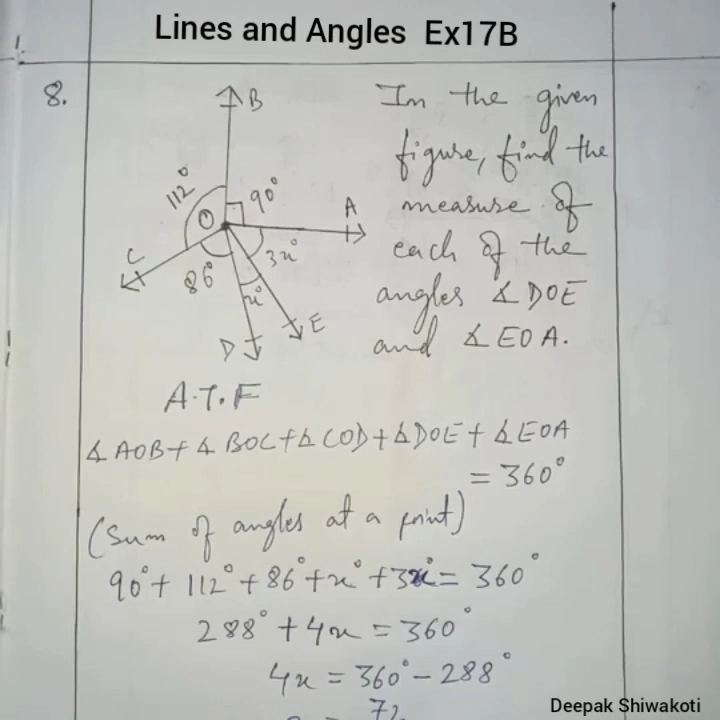 Lines and Angles Ex17B
8.
In the given
figure, find the
measure of
each of the
angles ∡DOE
and ∡EOA.
B
112°
90°
O
A
3x°
C
86°
x°
E
D
A.T.F
∡AOB+∡BOC+∡COD+∡DOE+∡EOA
= 360°
(Sum of angles at a point)
90°+ 112°+86°+x°+3x°= 360°
288°+4x = 360°
4x = 360°-288°
72
Deepak Shiwakoti